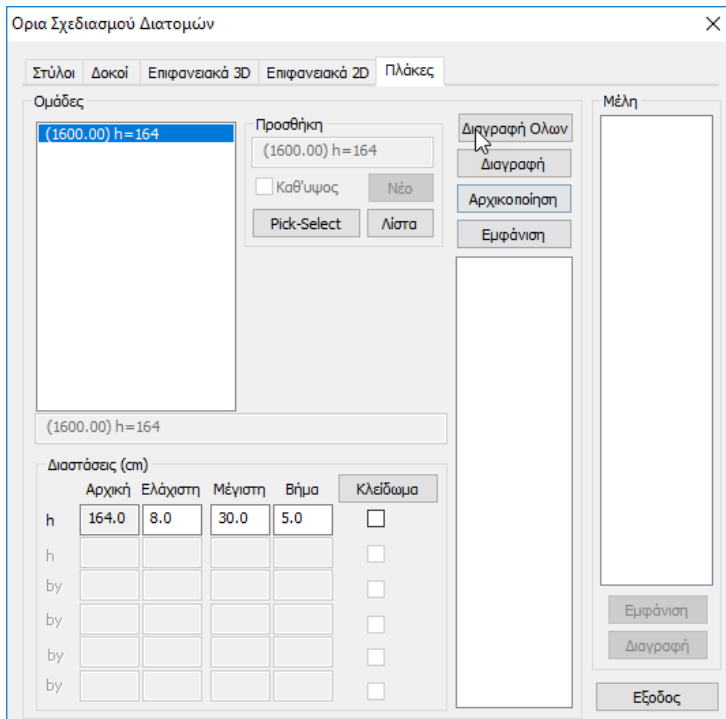 Ορια Σχεδιασμού Διατομών
Στύλοι Δοκοί Επιφανειακά 3D Επιφανειακά 2D Πλάκες
Ομάδες
(1600.00) h=164
Προσθήκη
(1600.00) h=164
Καθ'υψος Νέο
Pick-Select Λίστα
Διαγραφή Ολων
Διαγραφή
Αρχικοποίηση
Εμφάνιση
Μέλη
(1600.00) h=164
Διαστάσεις (cm)
Αρχική Ελάχιστη Μέγιστη Βήμα Κλείδωμα
h 164.0 8.0 30.0 5.0
h
by
by
by
by
Εμφάνιση
Διαγραφή
Εξοδος